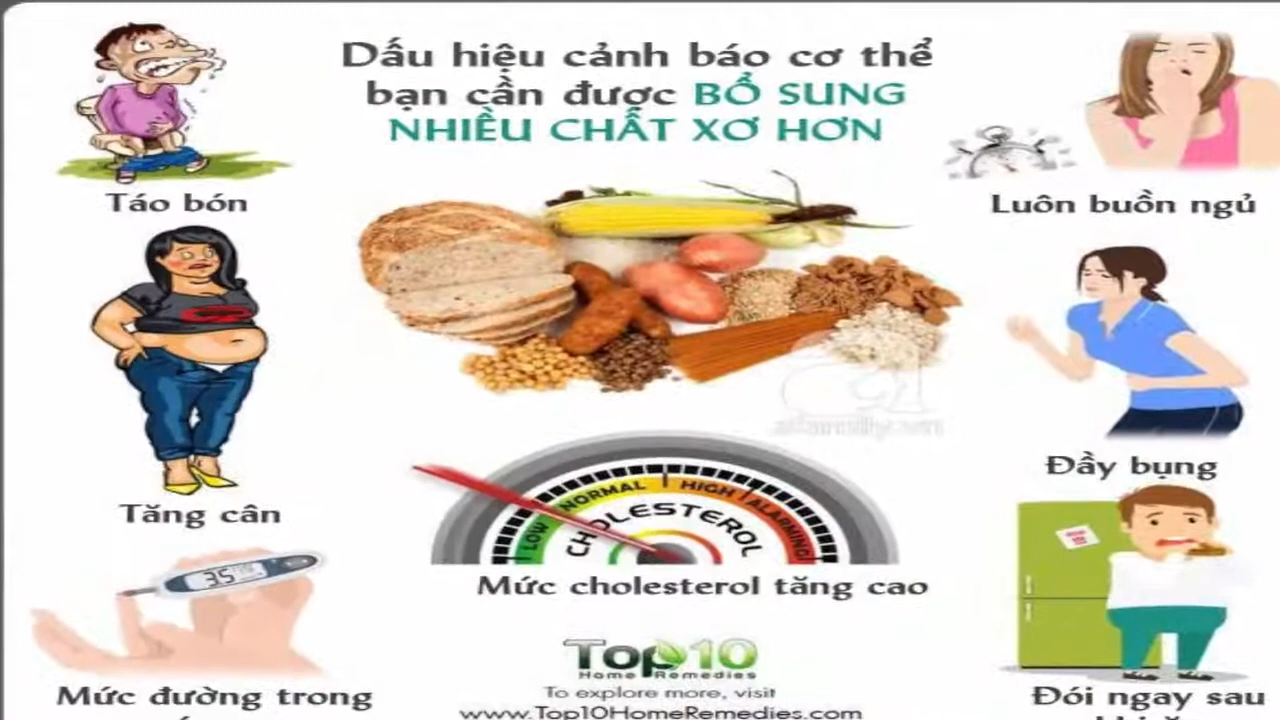 Dấu hiệu cảnh báo cơ thể
bạn cần được BỔ SUNG
NHIỀU CHẤT XƠ HƠN
Táo bón
Luôn buồn ngủ
Tăng cân
Đầy bụng
LOW NORMAL HIGH ALARMING
CHOLESTEROL
Mức cholesterol tăng cao
3.5
Mức đường trong
Đói ngay sau
Top10
Home Remedies
To explore more, visit
www.Top10HomeRemedies.com